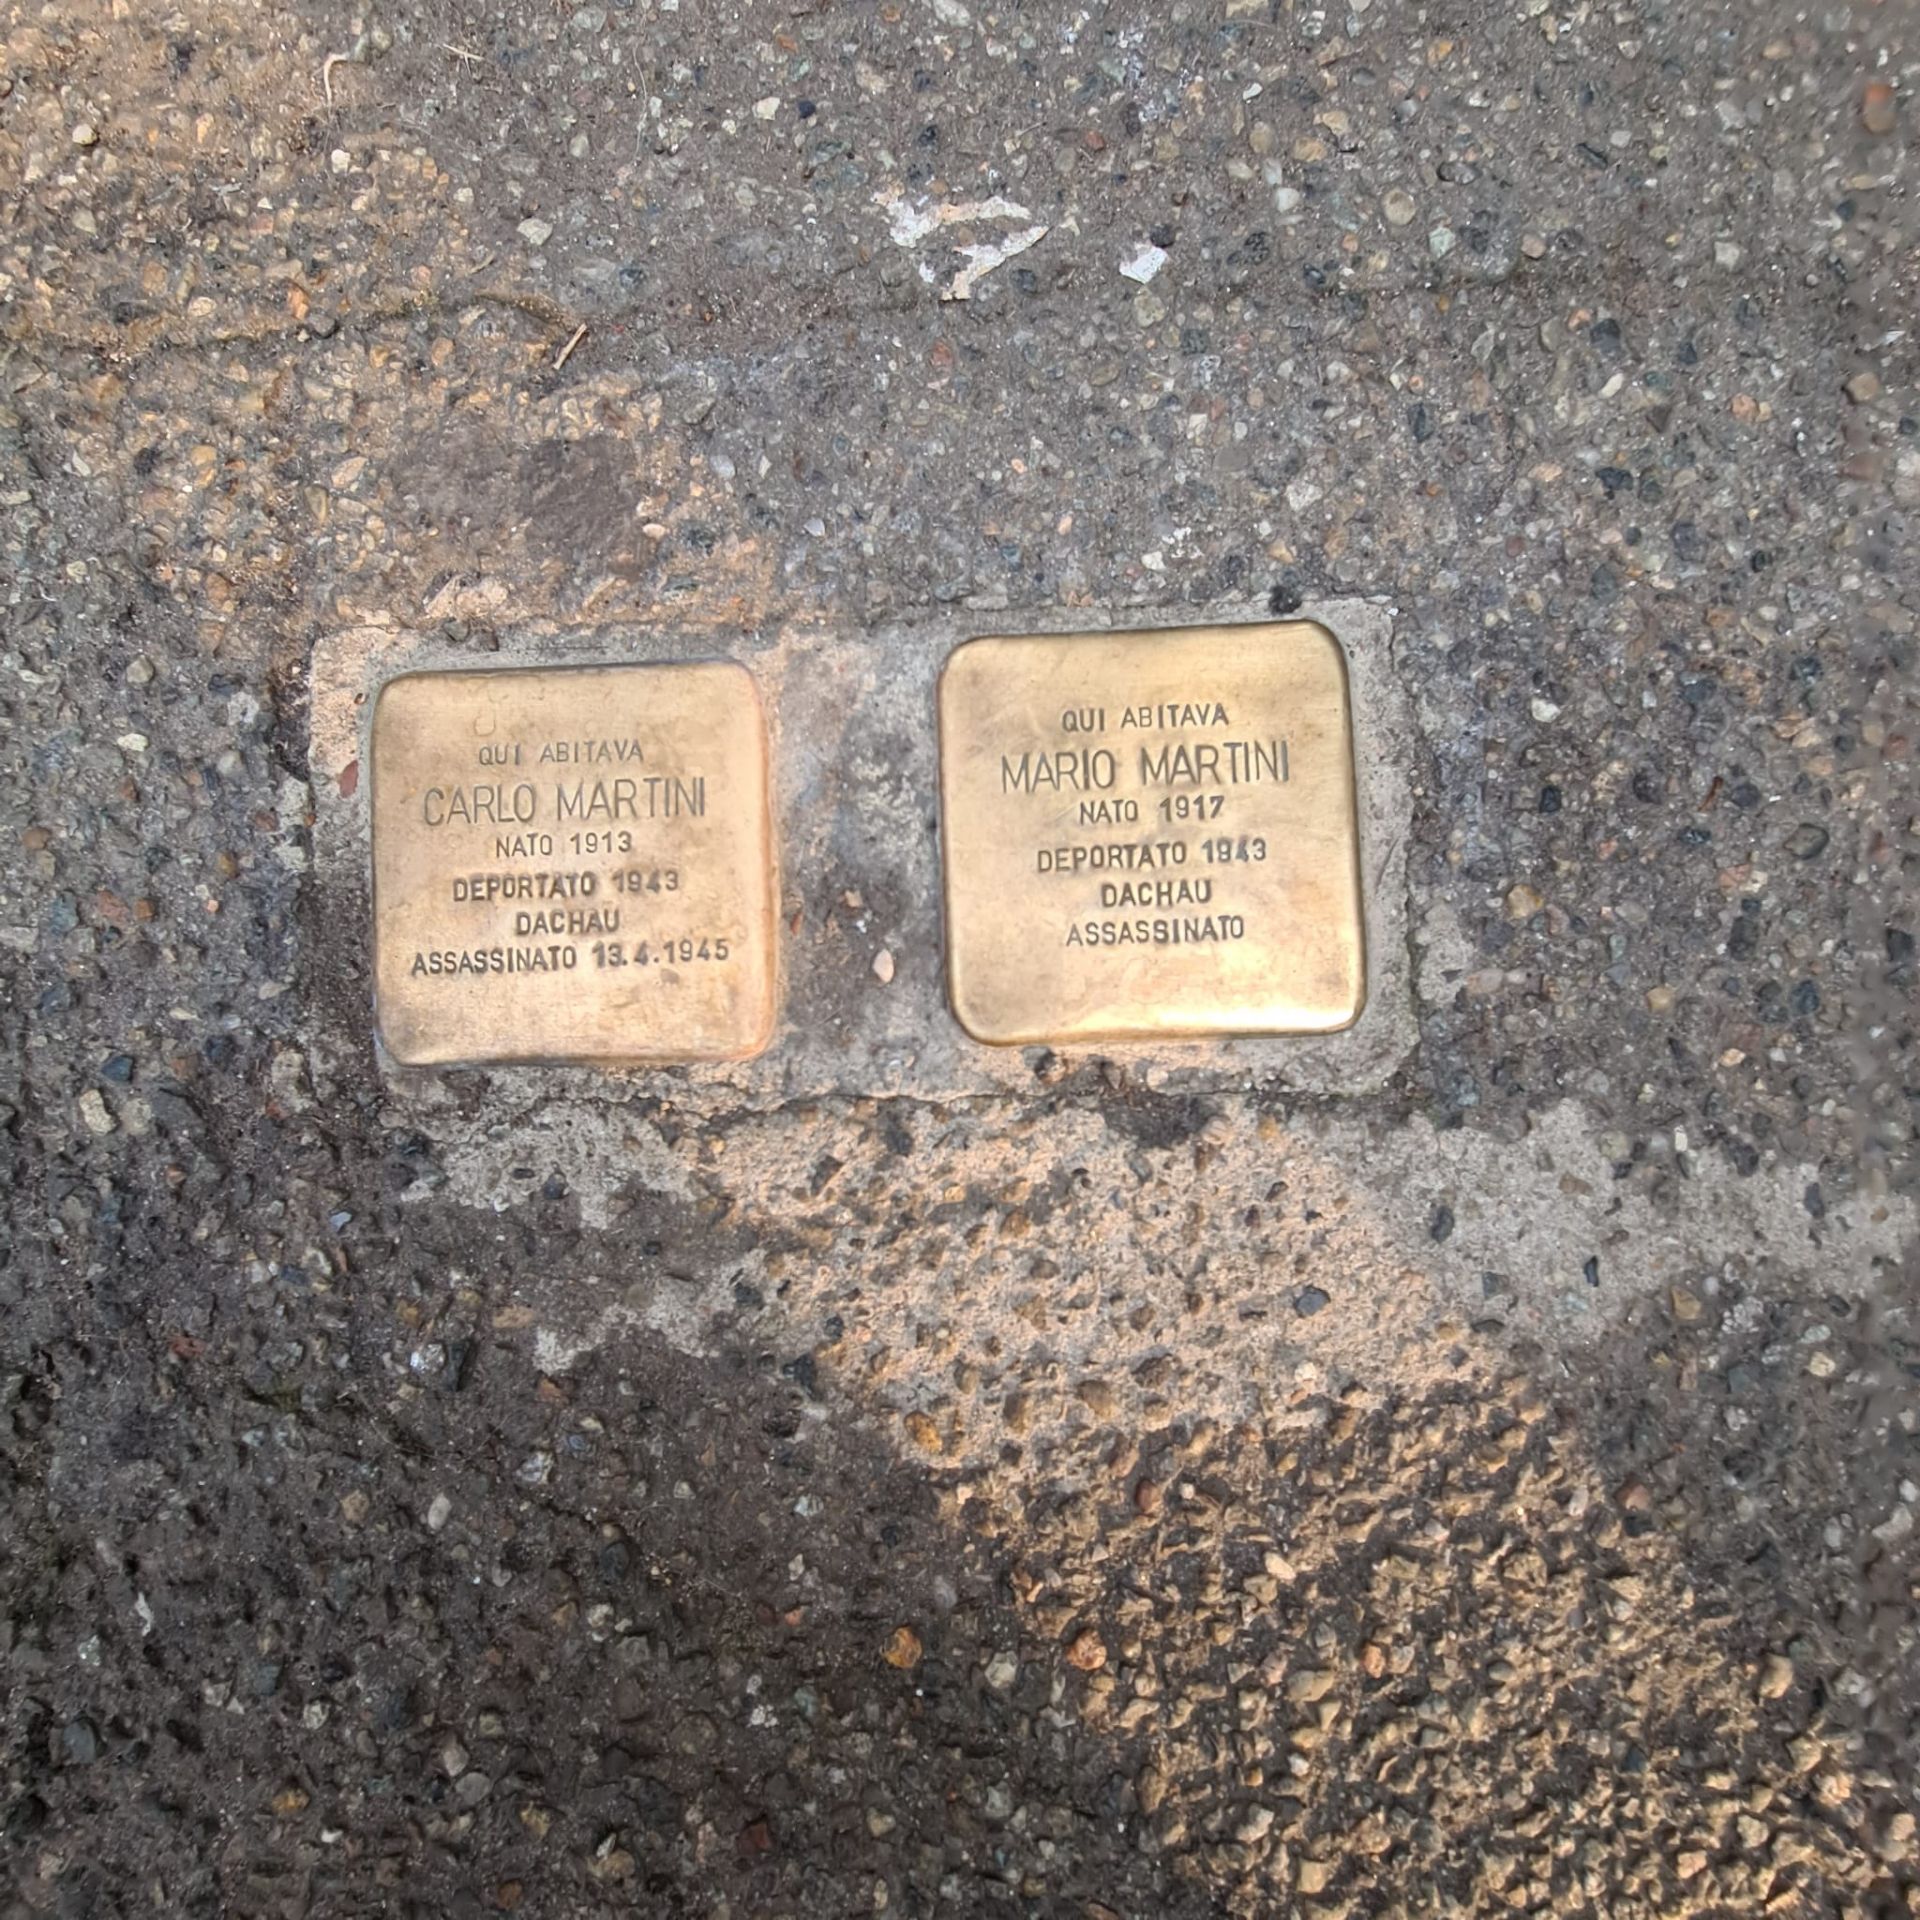 QUI ABITAVA
CARLO MARTINI
NATO 1913
DEPORTATO 1943
DACHAU
ASSASSINATO 13.4.1945
QUI ABITAVA
MARIO MARTINI
NATO 1917
DEPORTATO 1943
DACHAU
ASSASSINATO